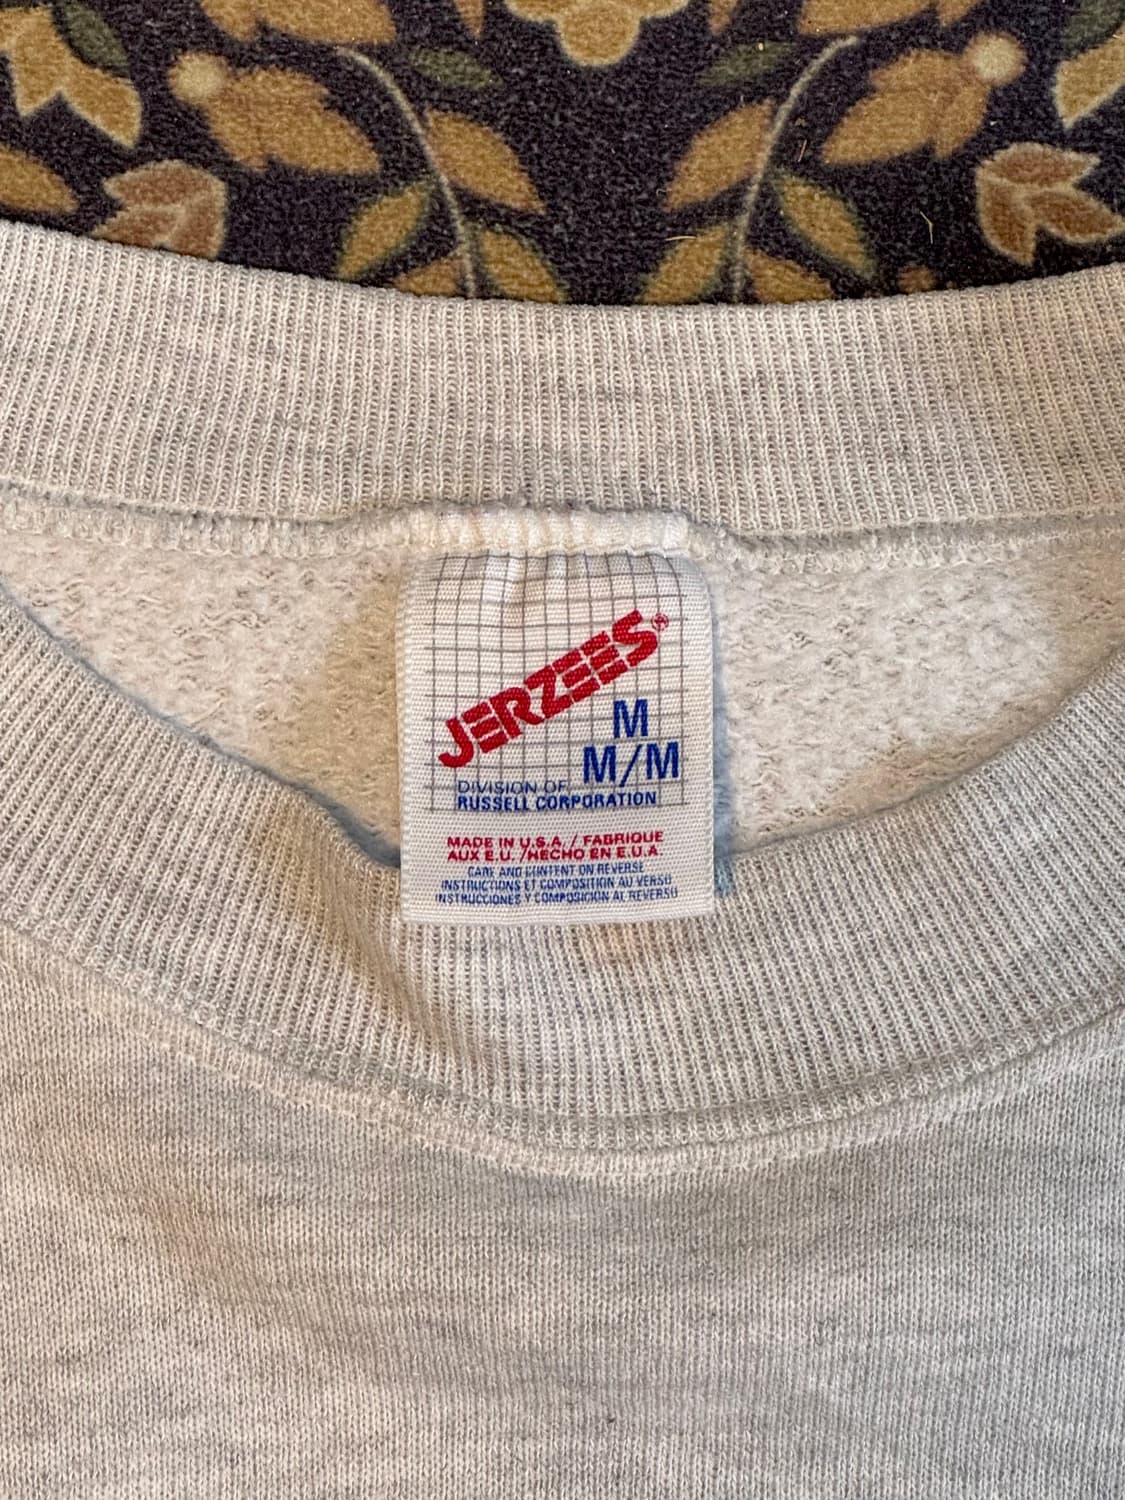 JERZEES®
M
M/M
DIVISION OF
RUSSELL CORPORATION
MADE IN U.S.A. / FABRIQUE
AUX E.U. /HECHO EN E.U.A.
CARE AND CONTENT ON REVERSE
INSTRUCTIONS ET COMPOSITION AU VERSO
INSTRUCCIONES Y COMPOSICION AL REVERSO